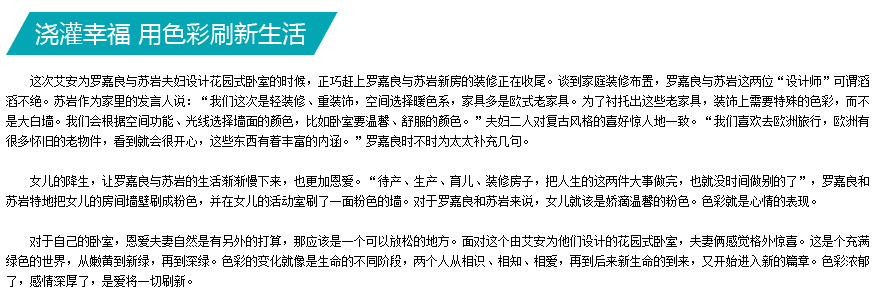 浇灌幸福 用色彩刷新生活
这次艾安为罗嘉良与苏岩夫妇设计花园式卧室的时候，正巧赶上罗嘉良与苏岩新房的装修正在收尾。谈到家庭装修布置，罗嘉良与苏岩这两位“设计师”可谓滔
滔不绝。苏岩作为家里的发言人说：“我们这次是轻装修、重装饰，空间选择暖色系，家具多是欧式老家具。为了衬托出这些老家具，装饰上需要特殊的色彩，而不
是大白墙。我们会根据空间功能、光线选择墙面的颜色，比如卧室要温馨、舒服的颜色。”夫妇二人对复古风格的喜好惊人地一致。“我们喜欢去欧洲旅行，欧洲有
很多怀旧的老物件，看到就会很开心，这些东西有着丰富的内涵。”罗嘉良时不时为太太补充几句。
女儿的降生，让罗嘉良与苏岩的生活渐渐慢下来，也更加恩爱。“待产、生产、育儿、装修房子，把人生的这两件大事做完，也就没时间做别的了”，罗嘉良和
苏岩特地把女儿的房间墙壁刷成粉色，并在女儿的活动室刷了一面粉色的墙。对于罗嘉良和苏岩来说，女儿就该是娇滴温馨的粉色。色彩就是心情的表现。
对于自己的卧室，恩爱夫妻自然是有另外的打算，那应该是一个可以放松的地方。面对这个由艾安为他们设计的花园式卧室，夫妻俩感觉格外惊喜。这是个充满
绿色的世界，从嫩黄到新绿，再到深绿。色彩的变化就像是生命的不同阶段，两个人从相识、相知、相爱，再到后来新生命的到来，又开始进入新的篇章。色彩浓郁
了，感情深厚了，是爱将一切刷新。